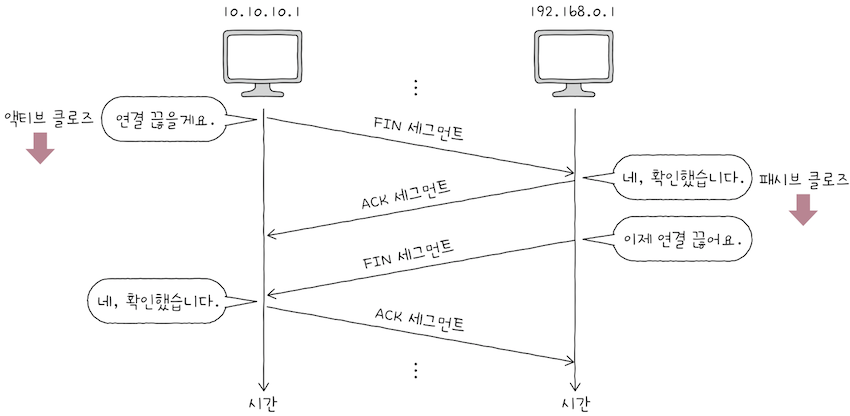 10.10.10.1
192.168.0.1
⋮
액티브 클로즈
연결 끊을게요.
FIN 세그먼트
네, 확인했습니다.
패시브 클로즈
ACK 세그먼트
이제 연결 끊어요.
FIN 세그먼트
네, 확인했습니다.
ACK 세그먼트
⋮
시간
시간